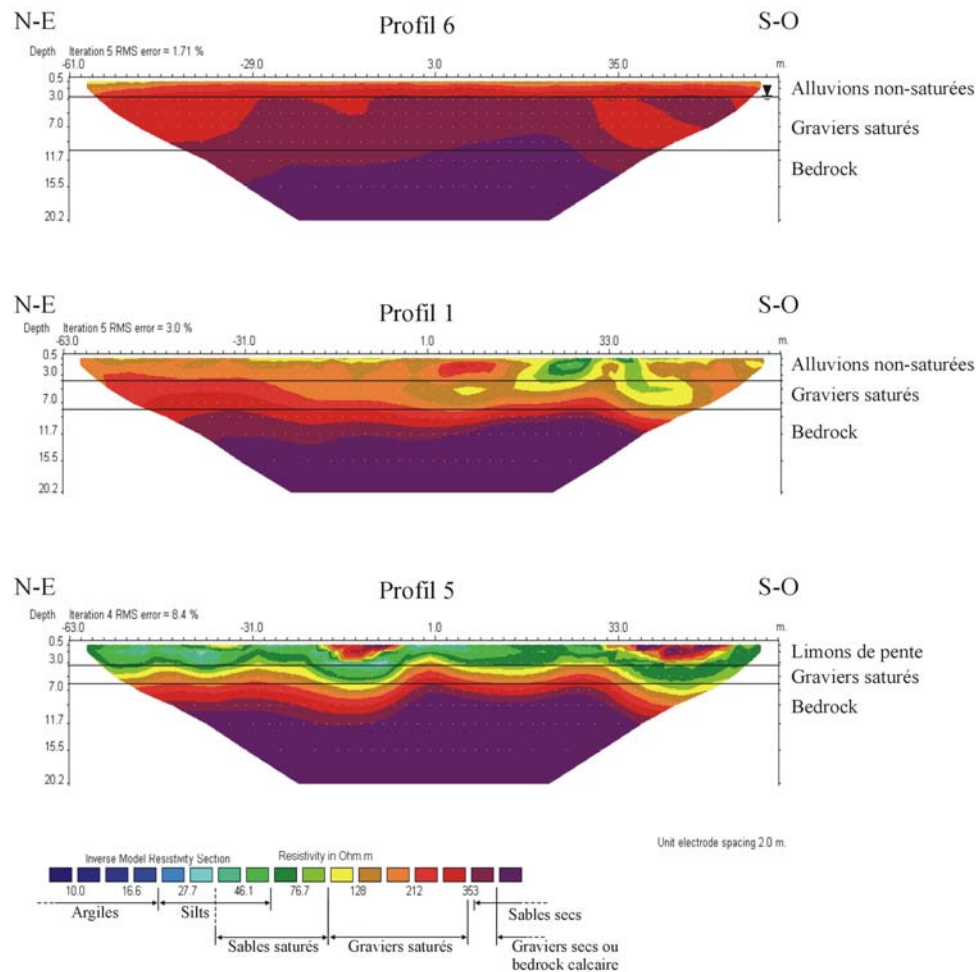 N-E Profil 6 S-O
Depth Iteration 5 RMS error = 1.71 %
-61.0 -29.0 3.0 35.0 m.
0.5
3.0
7.0
11.7
15.5
20.2
Alluvions non-saturées
Graviers saturés
Bedrock
N-E Profil 1 S-O
Depth Iteration 5 RMS error = 3.0 %
-63.0 -31.0 1.0 33.0 m.
0.5
3.0
7.0
11.7
15.5
20.2
Alluvions non-saturées
Graviers saturés
Bedrock
N-E Profil 5 S-O
Depth Iteration 4 RMS error = 8.4 %
-63.0 -31.0 1.0 33.0 m.
0.5
3.0
7.0
11.7
15.5
20.2
Limons de pente
Graviers saturés
Bedrock
Unit electrode spacing 2.0 m.
Inverse Model Resistivity Section Resistivity in Ohm.m
10.0 16.6 27.7 46.1 76.7 128 212 353
Argiles Silts Sables secs
Sables saturés Graviers saturés Graviers secs ou
bedrock calcaire